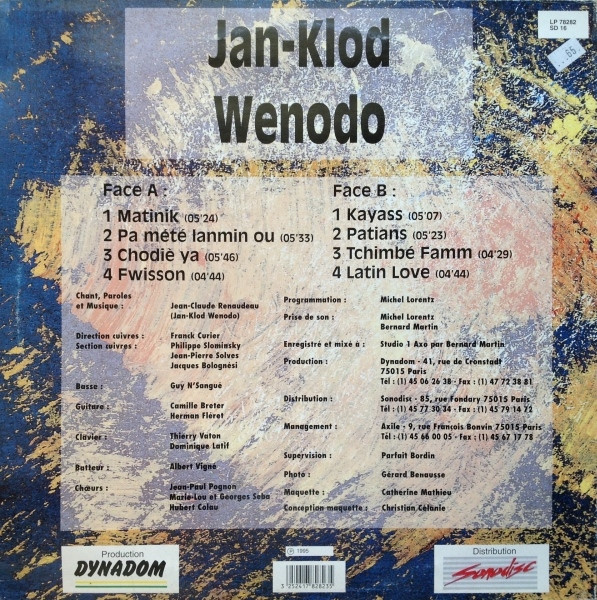 LP 78282
SD 16
65
Jan-Klod
Wenodo
Face A :
1 Matinik (05'24)
2 Pa mété lanmin ou (05'33)
3 Chodiè ya (05'46)
4 Fwisson (04'44)
Face B :
1 Kayass (05'07)
2 Patians (05'23)
3 Tchimbé Famm (04'29)
4 Latin Love (04'44)
Chant, Paroles
et Musique : Jean-Claude Renaudeau
(Jan-Klod Wenodo)
Direction cuivres : Franck Curier
Section cuivres : Philippe Slominsky
Jean-Pierre Solves
Jacques Bolognési
Basse : Guy N'Sangué
Guitare : Camille Breter
Herman Fléret
Clavier : Thierry Vaton
Dominique Latif
Batteur : Albert Vigné
Chœurs : Jean-Paul Pognon
Marie-Lou et Georges Seba
Hubert Colau
Programmation : Michel Lorentz
Prise de son : Michel Lorentz
Bernard Martin
Enregistré et mixé à : Studio 1 Axo par Bernard Martin
Production : Dynadom - 41, rue de Cronstadt
75015 Paris
Tél : (1) 45 06 26 38 - Fax : (1) 47 72 38 81
Distribution : Sonodisc - 85, rue Fondary 75015 Paris
Tél : (1) 45 77 30 34 - Fax : (1) 45 79 14 72
Management : Axile - 9, rue François Bonvin 75015 Paris
Tél : (1) 45 66 00 05 - Fax : (1) 45 67 17 78
Supervision : Parfait Bordin
Photo : Gérard Benausse
Maquette : Catherine Mathieu
Conception maquette : Christian Célanie
Production
DYNADOM
℗ 1995
3 252417 828235
Distribution
Sonodisc